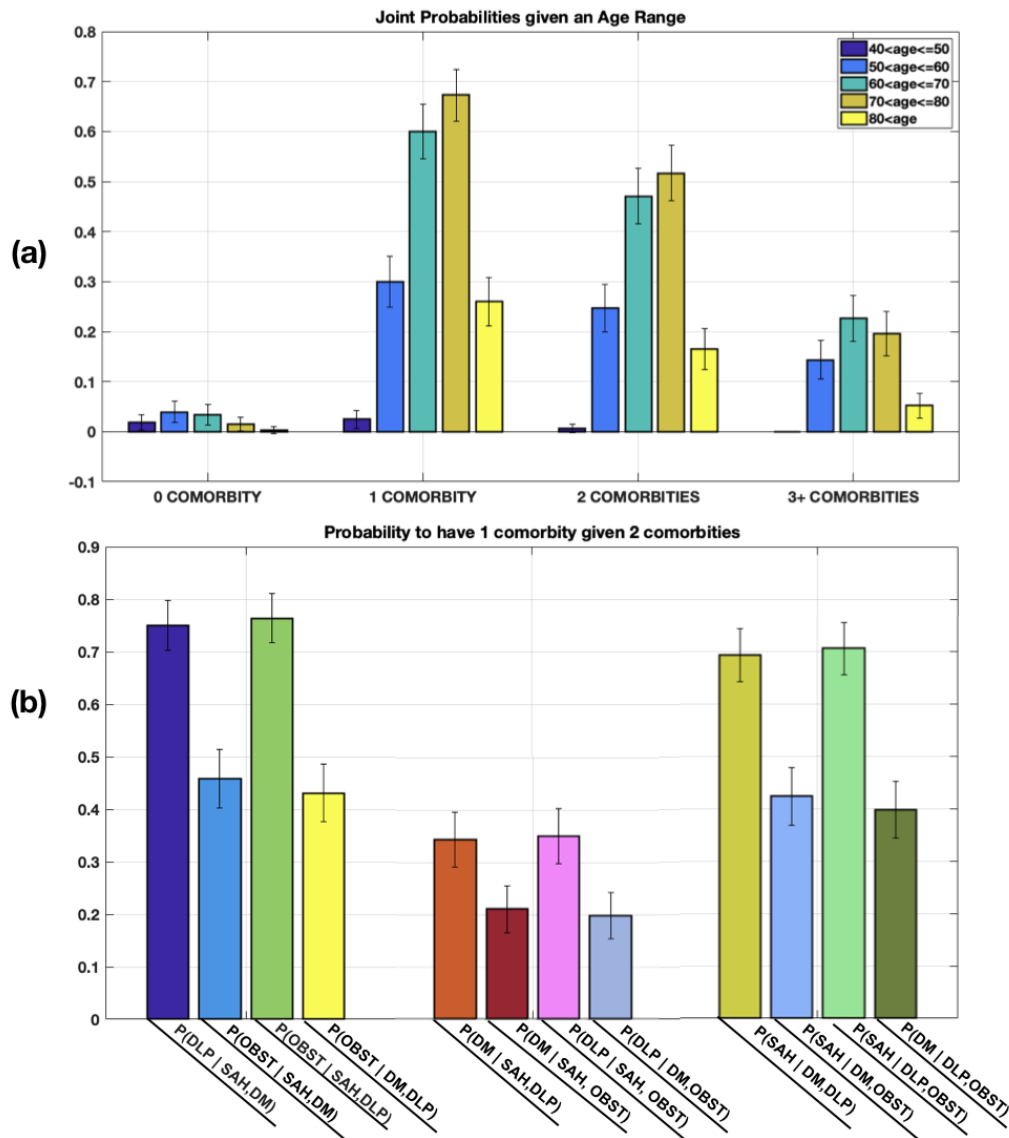 Joint Probabilities given an Age Range
0.8
0.7
0.6
0.5
0.4
0.3
0.2
0.1
0
-0.1
40<age<=50
50<age<=60
60<age<=70
70<age<=80
80<age
(a)
0 COMORBITY
1 COMORBITY
2 COMORBITIES
3+ COMORBITIES
Probability to have 1 comorbity given 2 comorbities
0.9
0.8
0.7
0.6
0.5
0.4
0.3
0.2
0.1
0
(b)
P(DLP | SAH,DM)
P(OBST | SAH,DM)
P(OBST | SAH,DLP)
P(OBST | DM,DLP)
P(DM | SAH,DLP)
P(DM | SAH, OBST)
P(DLP | SAH, OBST)
P(DLP | DM,OBST)
P(SAH | DM,DLP)
P(SAH | DM,OBST)
P(SAH | DLP,OBST)
P(DM | DLP,OBST)